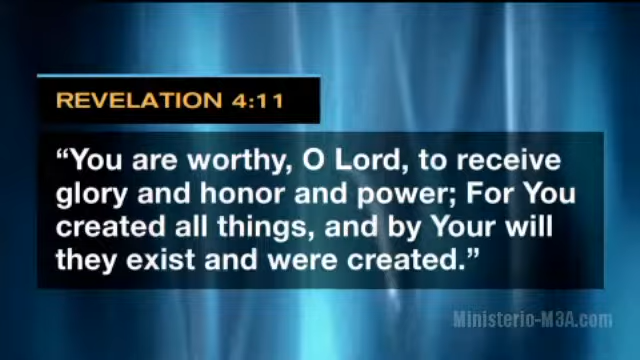 REVELATION 4:11
“You are worthy, O Lord, to receive
glory and honor and power; For You
created all things, and by Your will
they exist and were created.”
Ministerio-M3A.com